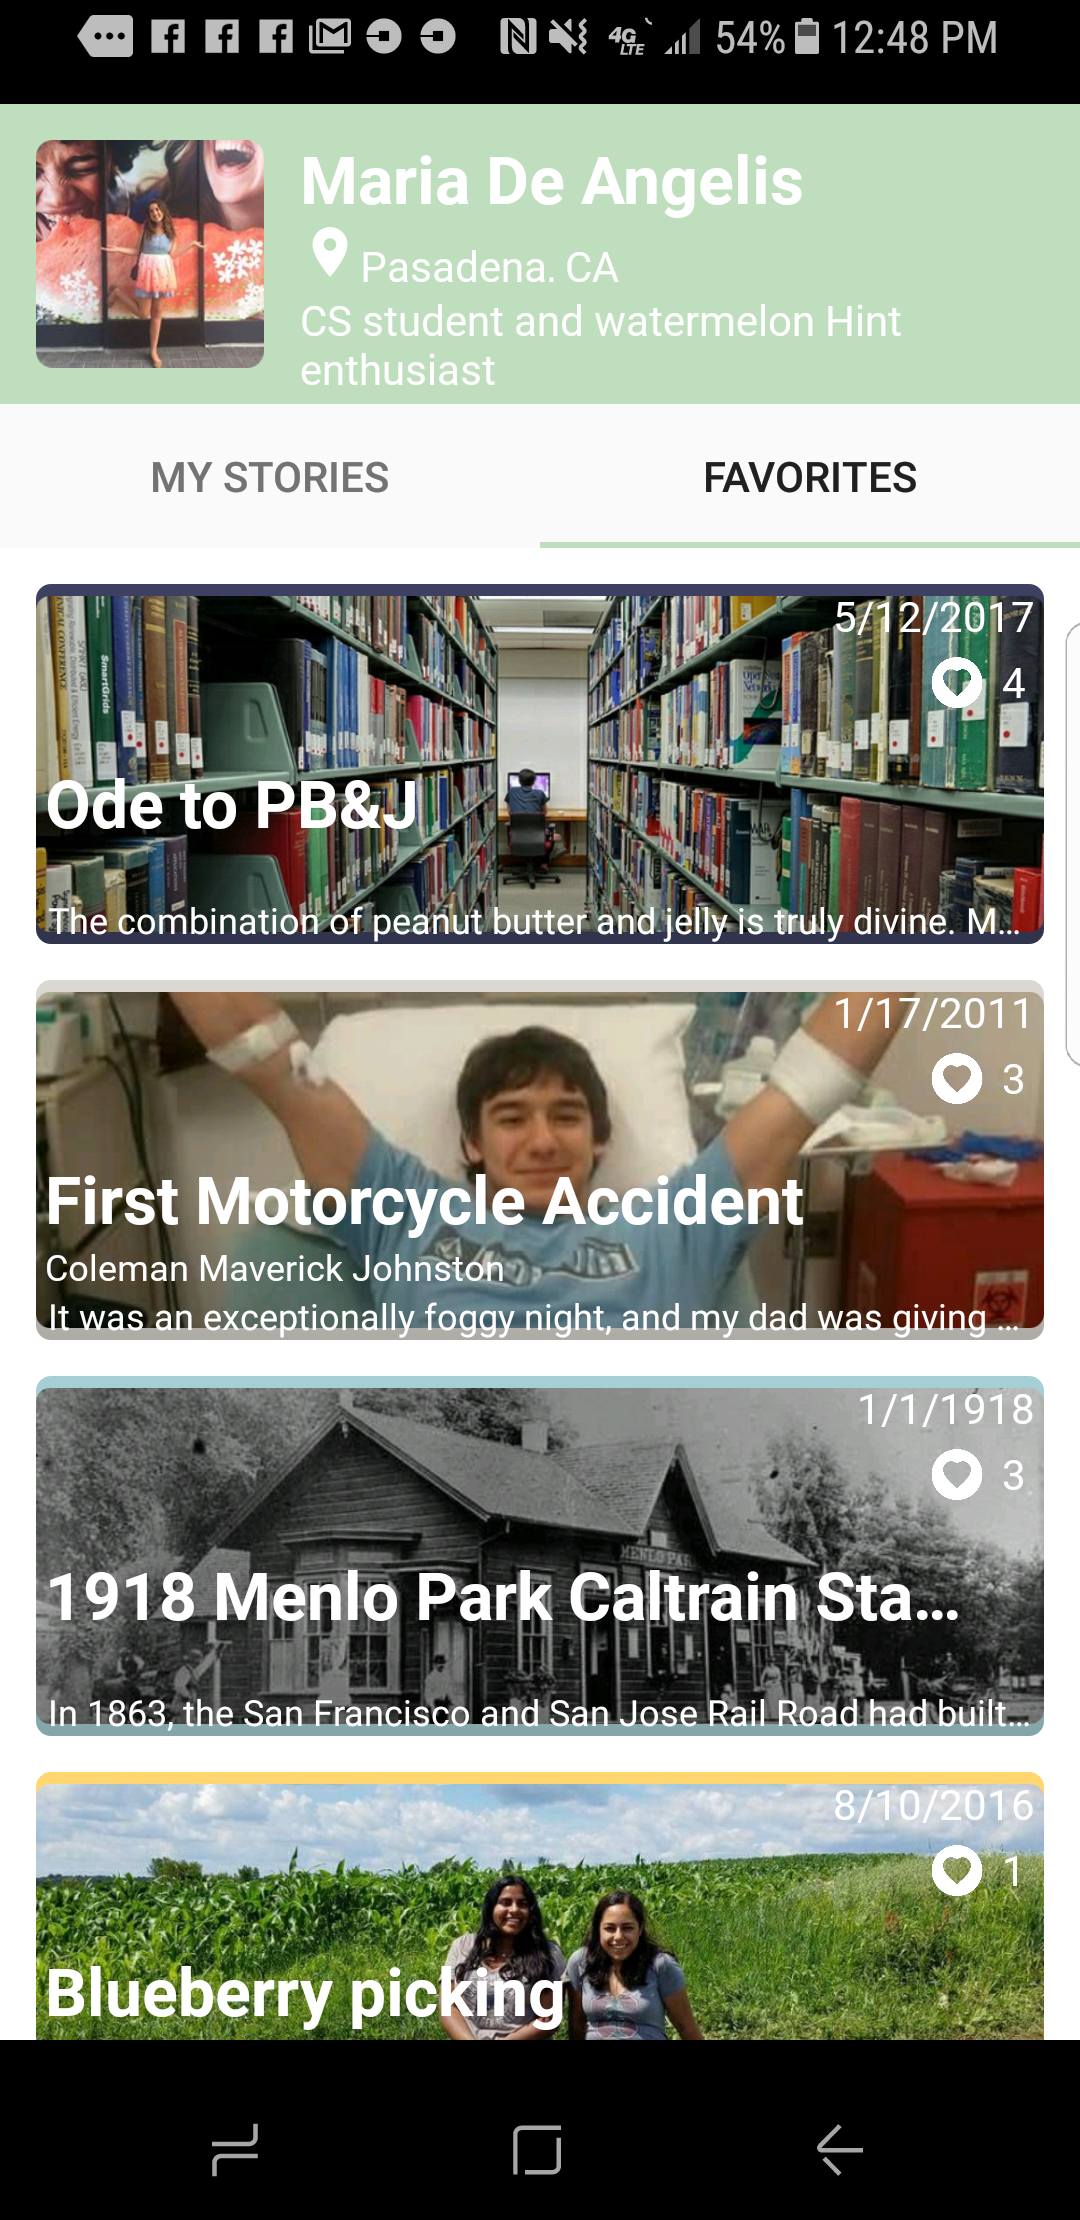 54% 12:48 PM
Maria De Angelis
Pasadena. CA
CS student and watermelon Hint
enthusiast
MY STORIES
FAVORITES
5/12/2017
4
SmartGrids
Ode to PB&J
The combination of peanut butter and jelly is truly divine. M...
1/17/2011
3
First Motorcycle Accident
Coleman Maverick Johnston
It was an exceptionally foggy night, and my dad was giving ...
1/1/1918
3
MENLO PARK
1918 Menlo Park Caltrain Sta...
In 1863, the San Francisco and San Jose Rail Road had built...
8/10/2016
1
Blueberry picking